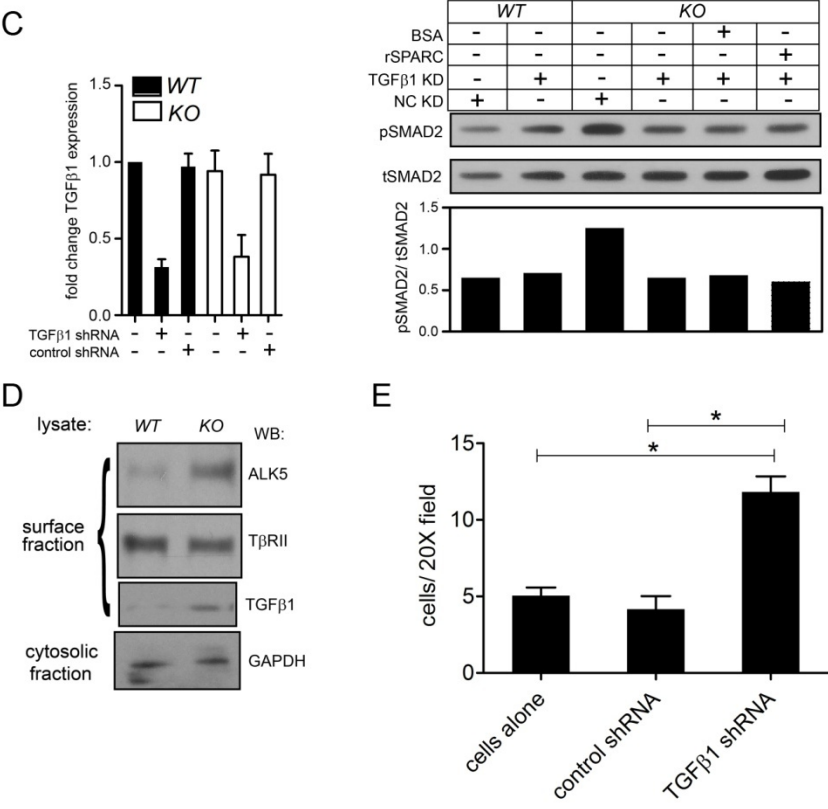 C
WT
KO
fold change TGFβ1 expression
1.5
1.0
0.5
0.0
TGFβ1 shRNA - + - - + -
control shRNA - - + - - +
WT KO
BSA - - - - + -
rSPARC - - - - - +
TGFβ1 KD - + - + + +
NC KD + - + - - -
pSMAD2
tSMAD2
pSMAD2/ tSMAD2
1.5
1.0
0.5
0.0
D
lysate: WT KO WB:
surface
fraction
ALK5
TβRII
TGFβ1
cytosolic
fraction
GAPDH
E
* 
*
cells/ 20X field
15
10
5
0
cells alone
control shRNA
TGFβ1 shRNA